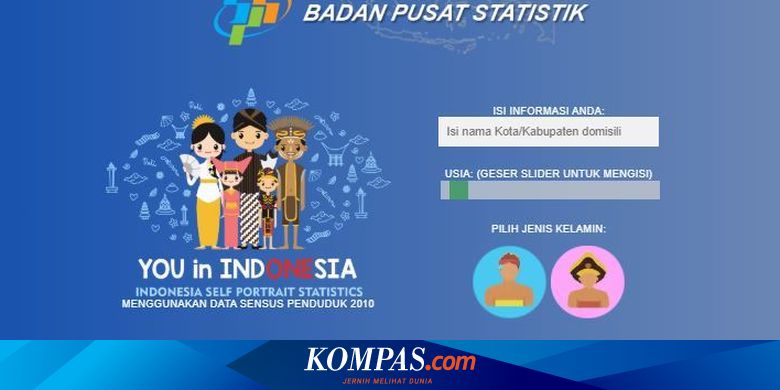 BADAN PUSAT STATISTIK
ISI INFORMASI ANDA:
Isi nama Kota/Kabupaten domisili
USIA: (GESER SLIDER UNTUK MENGISI)
PILIH JENIS KELAMIN:
YOU in INDONESIA
INDONESIA SELF PORTRAIT STATISTICS
MENGGUNAKAN DATA SENSUS PENDUDUK 2010
KOMPAS.com
JERNIH MELIHAT DUNIA